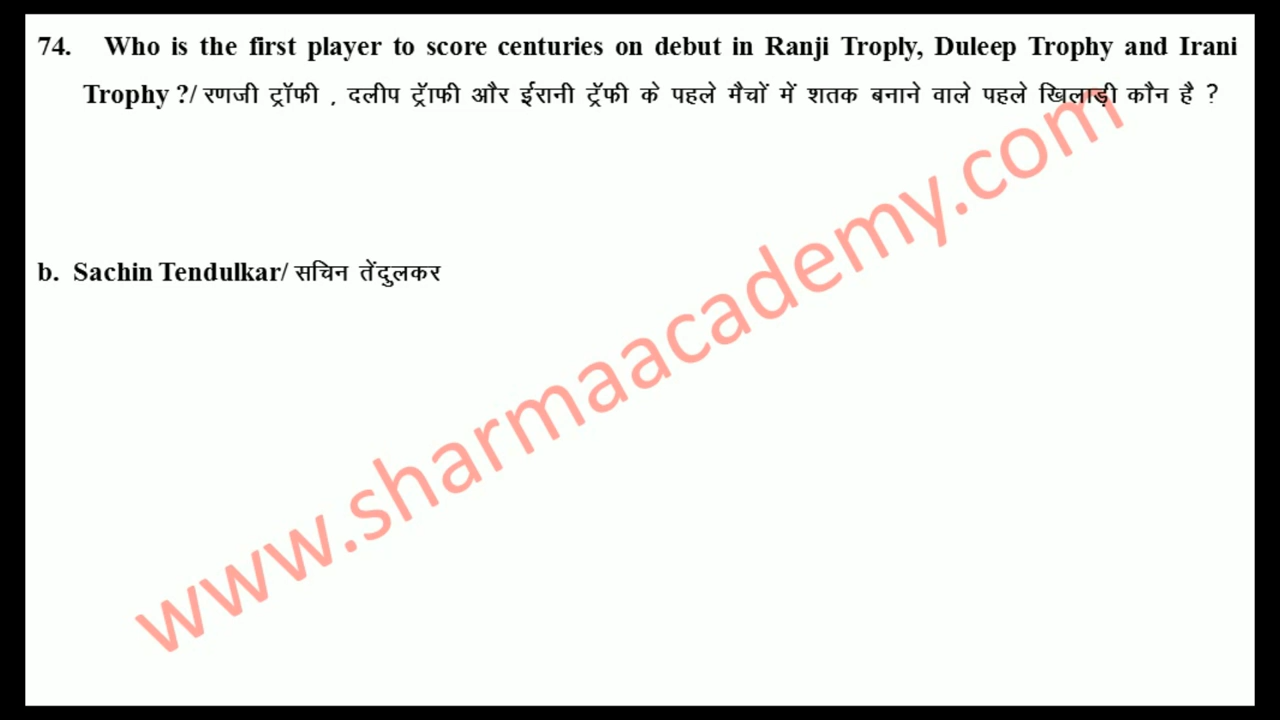 74. Who is the first player to score centuries on debut in Ranji Troply, Duleep Trophy and Irani
Trophy ?/ रणजी ट्रॉफी , दलीप ट्रॅाफी और ईरानी ट्रॅफी के पहले मैचों में शतक बनाने वाले पहले खिलाड़ी कौन है ?
b. Sachin Tendulkar/ सचिन तेंदुलकर
www.sharmaacademy.com